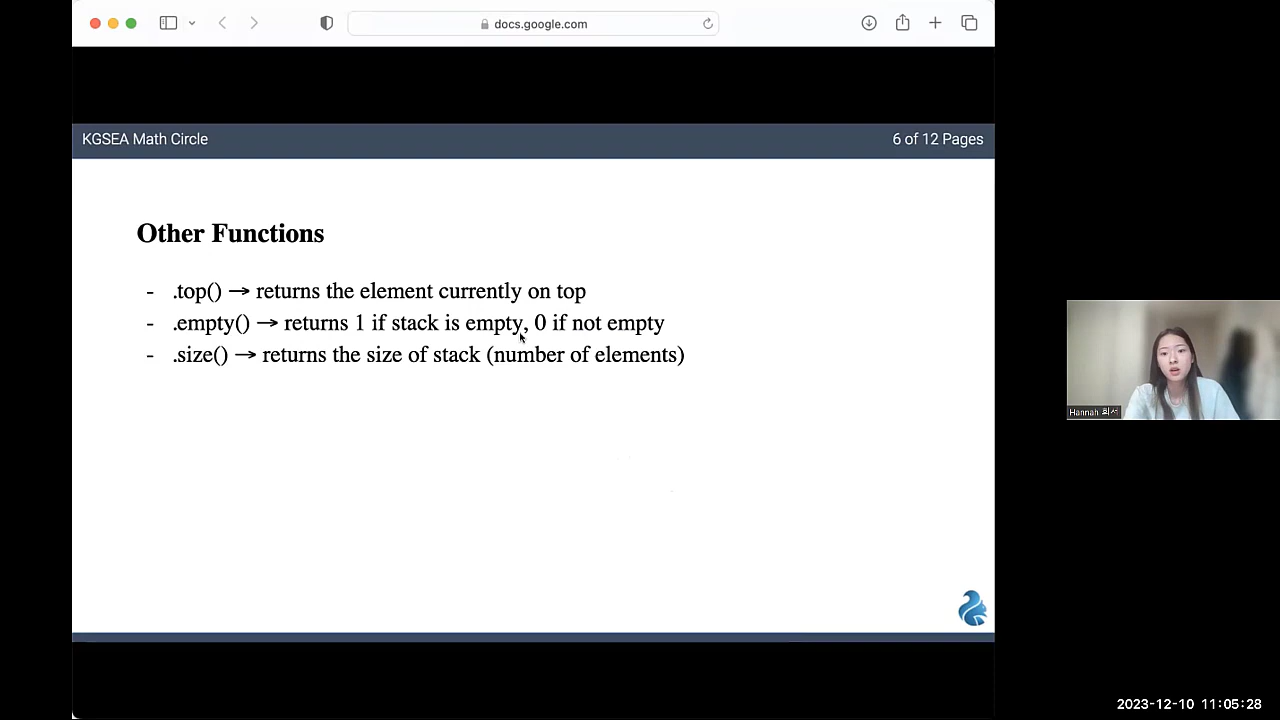 docs.google.com
KGSEA Math Circle
6 of 12 Pages
Other Functions
- .top() → returns the element currently on top
- .empty() → returns 1 if stack is empty, 0 if not empty
- .size() → returns the size of stack (number of elements)
Hannah 희서
2023-12-10 11:05:28